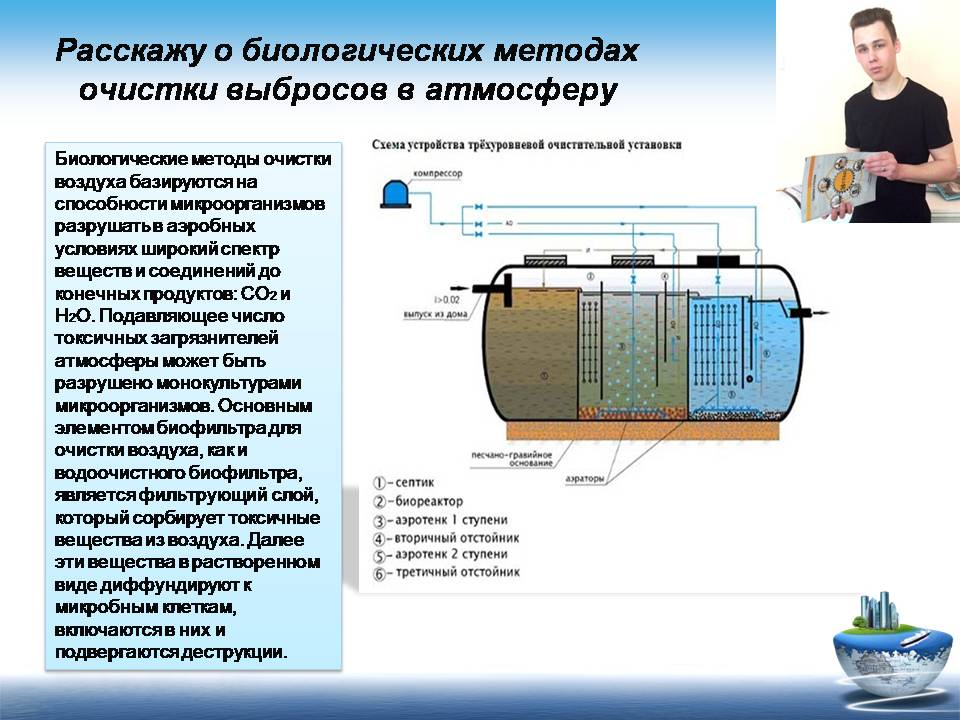 Расскажу о биологических методах
очистки выбросов в атмосферу
Биологические методы очистки
воздуха базируются на
способности микроорганизмов
разрушать в аэробных
условиях широкий спектр
веществ и соединений до
конечных продуктов: CO2 и
H2O. Подавляющее число
токсичных загрязнителей
атмосферы может быть
разрушено монокультурами
микроорганизмов. Основным
элементом биофильтра для
очистки воздуха, как и
водоочистного биофильтра,
является фильтрующий слой,
который сорбирует токсичные
вещества из воздуха. Далее
эти вещества в растворенном
виде диффундируют к
микробным клеткам,
включаются в них и
подвергаются деструкции.
Схема устройства трёхуровневой очистительной установки
компрессор
АО
И
i>0.02
выпуск из дома
1
2
4
6
песчано-гравийное
основание
аэраторы
1 – септик
2 – биореактор
3 – аэротенк 1 ступени
4 – вторичный отстойник
5 – аэротенк 2 ступени
6 – третичный отстойник